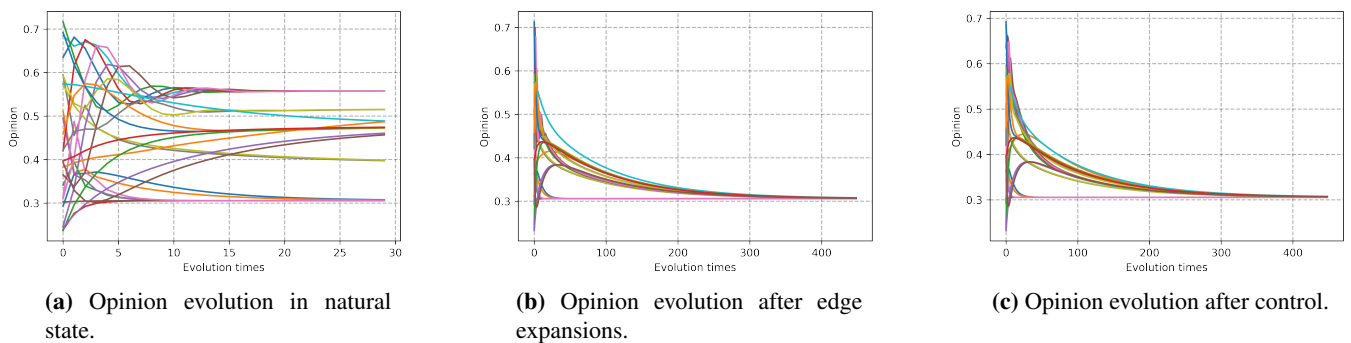 0.7
0.6
0.5
0.4
0.3
Opinion
0 5 10 15 20 25 30
Evolution times
(a) Opinion evolution in natural
state.
0.7
0.6
0.5
0.4
0.3
Opinion
0 100 200 300 400
Evolution times
(b) Opinion evolution after edge
expansions.
0.7
0.6
0.5
0.4
0.3
Opinion
0 100 200 300 400
Evolution times
(c) Opinion evolution after control.